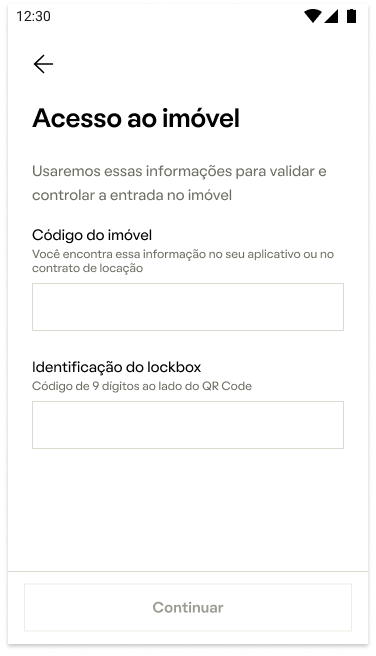 12:30
Acesso ao imóvel
Usaremos essas informações para validar e
controlar a entrada no imóvel
Código do imóvel
Você encontra essa informação no seu aplicativo ou no
contrato de locação
Identificação do lockbox
Código de 9 dígitos ao lado do QR Code
Continuar